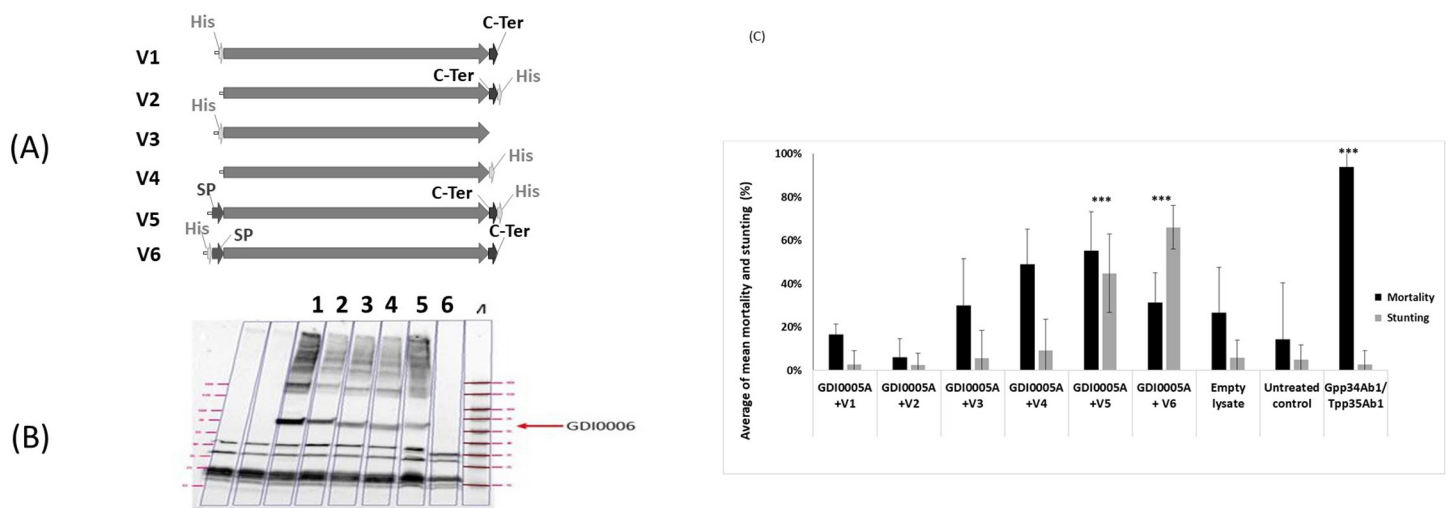 (A)
His
C-Ter
V1
C-Ter
His
V2
His
V3
His
V4
SP
C-Ter
His
V5
His
SP
C-Ter
V6
(B)
1 2 3 4 5 6
GDI0006
(C)
Average of mean mortality and stunting (%)
100%
80%
60%
40%
20%
0%
***
***
***
Mortality
Stunting
GDI0005A
+V1
GDI0005A
+V2
GDI0005A
+V3
GDI0005A
+V4
GDI0005A
+V5
GDI0005A
+ V6
Empty
lysate
Untreated
control
Gpp34Ab1/
Tpp35Ab1